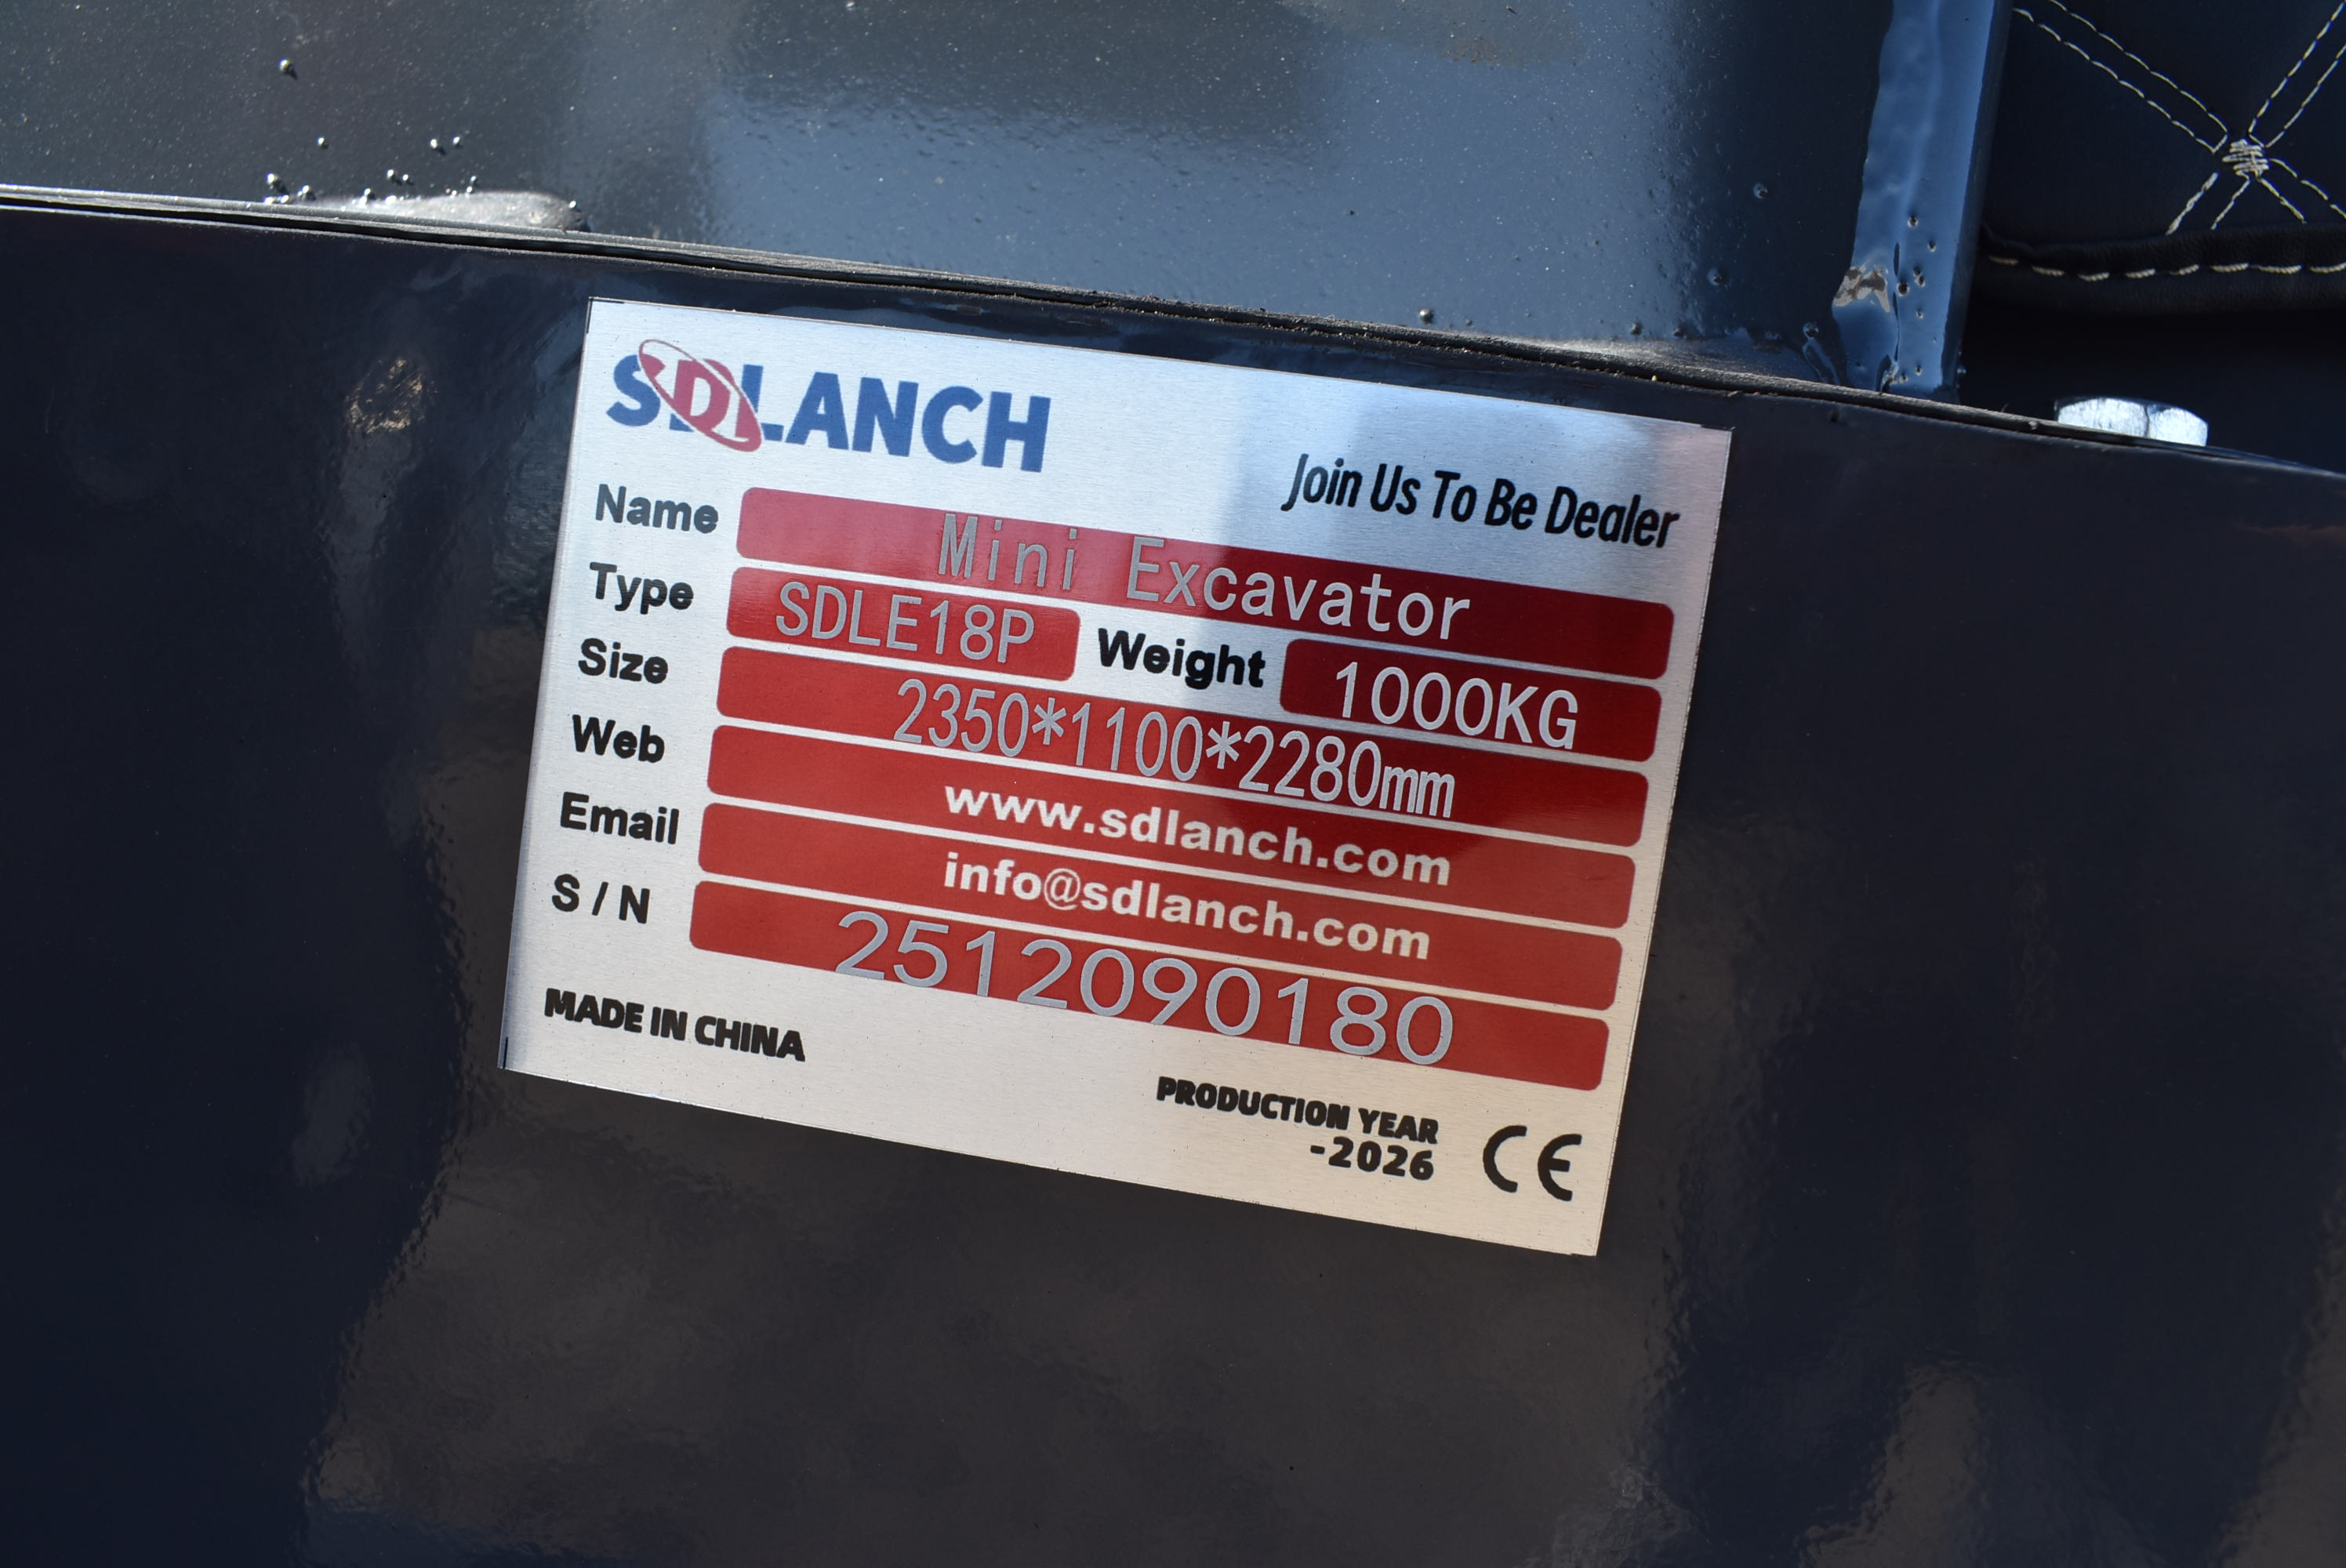 SDLANCH
Join Us To Be Dealer
Name Mini Excavator
Type SDLE18P Weight 1000KG
Size 2350*1100*2280mm
Web www.sdlanch.com
Email info@sdlanch.com
S / N 2512090180
MADE IN CHINA
PRODUCTION YEAR
-2026
CE